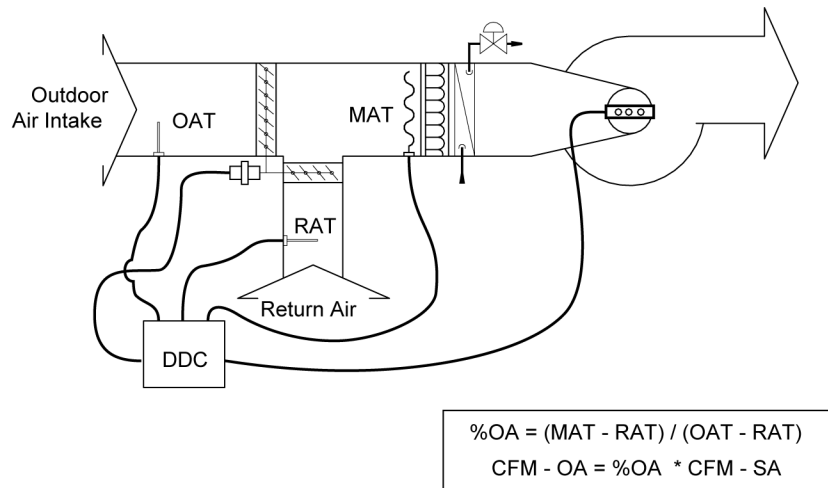 Outdoor
Air Intake
OAT
MAT
RAT
Return Air
DDC
%OA = (MAT - RAT) / (OAT - RAT)
CFM - OA = %OA * CFM - SA